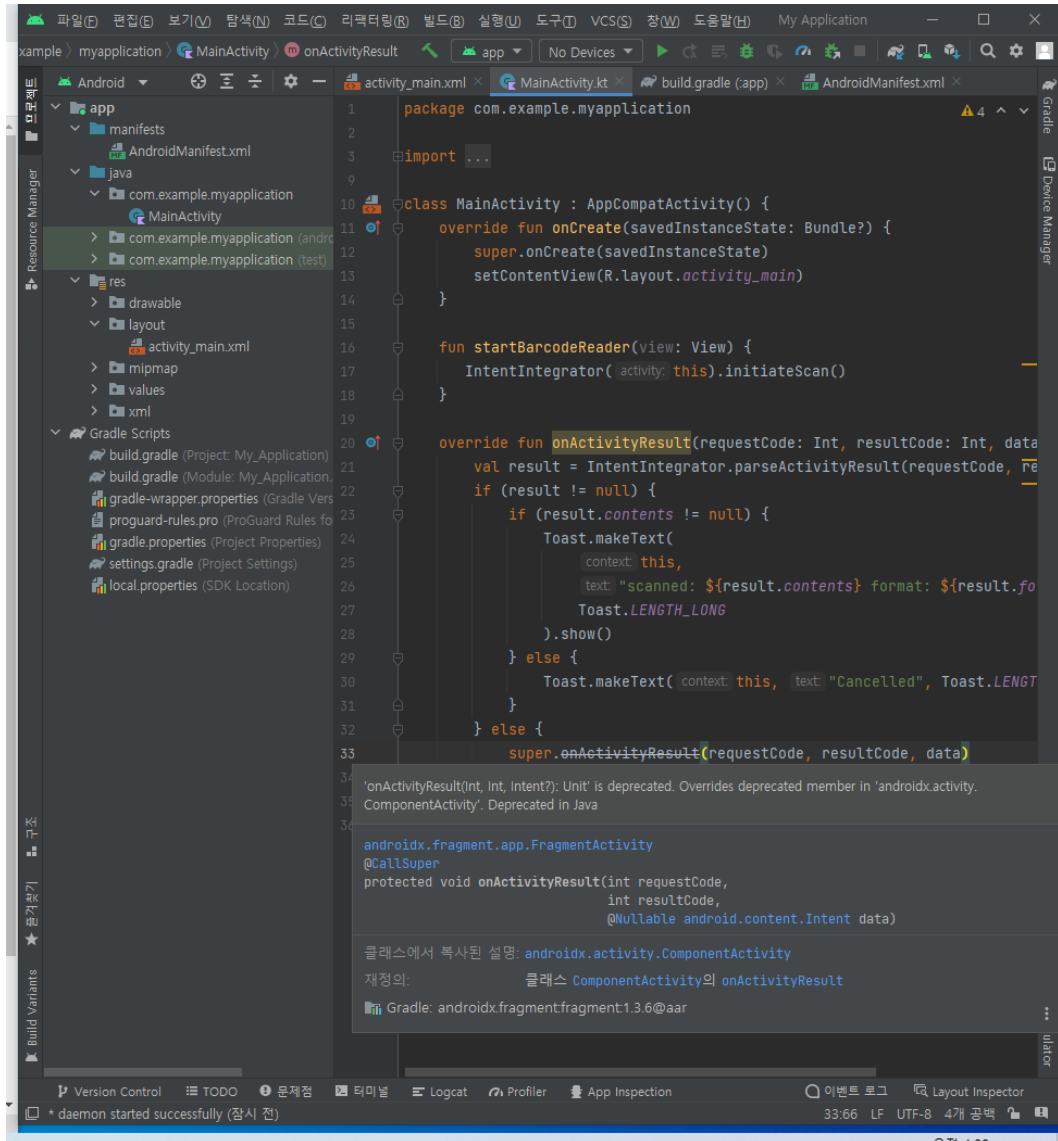 파일(F) 편집(E) 보기(V) 탐색(N) 코드(C) 리팩터링(R) 빌드(B) 실행(U) 도구(T) VCS(S) 창(W) 도움말(H) My Application
xample 〉 myapplication 〉 MainActivity 〉 onActivityResult app No Devices
모로젝트
Resource Manager
구조
즐겨찾기
Build Variants
Android
app
manifests
AndroidManifest.xml
java
com.example.myapplication
MainActivity
com.example.myapplication (andro
com.example.myapplication (test)
res
drawable
layout
activity_main.xml
mipmap
values
xml
Gradle Scripts
build.gradle (Project: My_Application)
build.gradle (Module: My_Application.
gradle-wrapper.properties (Gradle Vers
proguard-rules.pro (ProGuard Rules fo
gradle.properties (Project Properties)
settings.gradle (Project Settings)
local.properties (SDK Location)
activity_main.xml MainActivity.kt build.gradle (:app) AndroidManifest.xml
1 package com.example.myapplication 4
2
3 import ...
9
10 class MainActivity : AppCompatActivity() {
11 override fun onCreate(savedInstanceState: Bundle?) {
12 super.onCreate(savedInstanceState)
13 setContentView(R.layout.activity_main)
14 }
15
16 fun startBarcodeReader(view: View) {
17 IntentIntegrator( activity: this).initiateScan()
18 }
19
20 override fun onActivityResult(requestCode: Int, resultCode: Int, data
21 val result = IntentIntegrator.parseActivityResult(requestCode, re
22 if (result != null) {
23 if (result.contents != null) {
24 Toast.makeText(
25 context: this,
26 text: "scanned: ${result.contents} format: ${result.fo
27 Toast.LENGTH_LONG
28 ).show()
29 } else {
30 Toast.makeText( context: this, text: "Cancelled", Toast.LENGT
31 }
32 } else {
33 super.onActivityResult(requestCode, resultCode, data)
34
35
36
'onActivityResult(Int, Int, Intent?): Unit' is deprecated. Overrides deprecated member in 'androidx.activity.
ComponentActivity'. Deprecated in Java
androidx.fragment.app.FragmentActivity
@CallSuper
protected void onActivityResult(int requestCode,
int resultCode,
@Nullable android.content.Intent data)
클래스에서 복사된 설명: androidx.activity.ComponentActivity
재정의: 클래스 ComponentActivity의 onActivityResult
Gradle: androidx.fragment:fragment:1.3.6@aar
Gradle
Device Manager
ulator
Version Control TODO 문제점 터미널 Logcat Profiler App Inspection 이벤트 로그 Layout Inspector
* daemon started successfully (잠시 전) 33:66 LF UTF-8 4개 공백